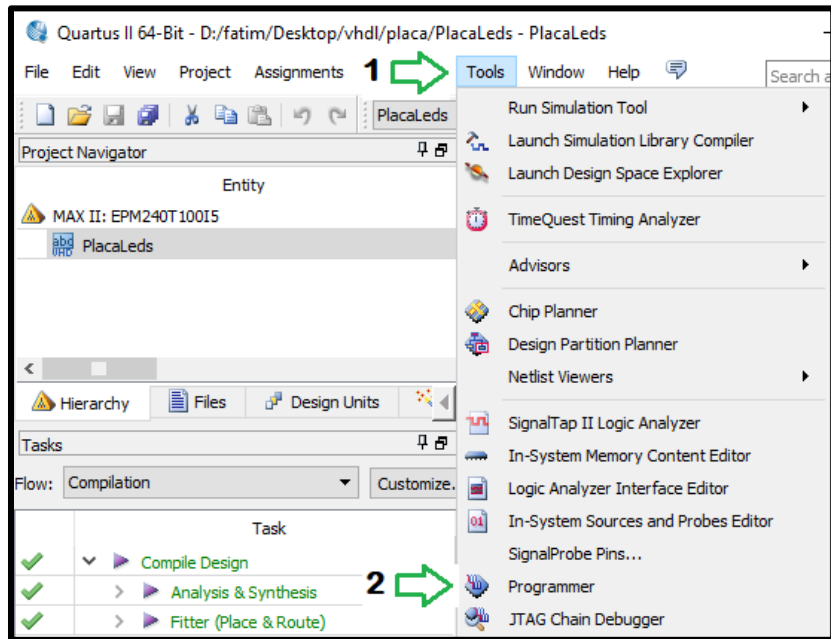 Quartus II 64-Bit - D:/fatim/Desktop/vhdl/placa/PlacaLeds - PlacaLeds
File Edit View Project Assignments 1 Tools Window Help Search a
PlacaLeds
Project Navigator
Entity
MAX II: EPM240T100I5
abd VHD PlacaLeds
Hierarchy Files Design Units
Tasks
Flow: Compilation Customize.
Task
Compile Design
Analysis & Synthesis
Fitter (Place & Route)
Run Simulation Tool
Launch Simulation Library Compiler
Launch Design Space Explorer
TimeQuest Timing Analyzer
Advisors
Chip Planner
Design Partition Planner
Netlist Viewers
SignalTap II Logic Analyzer
In-System Memory Content Editor
Logic Analyzer Interface Editor
In-System Sources and Probes Editor
SignalProbe Pins...
2 Programmer
JTAG Chain Debugger